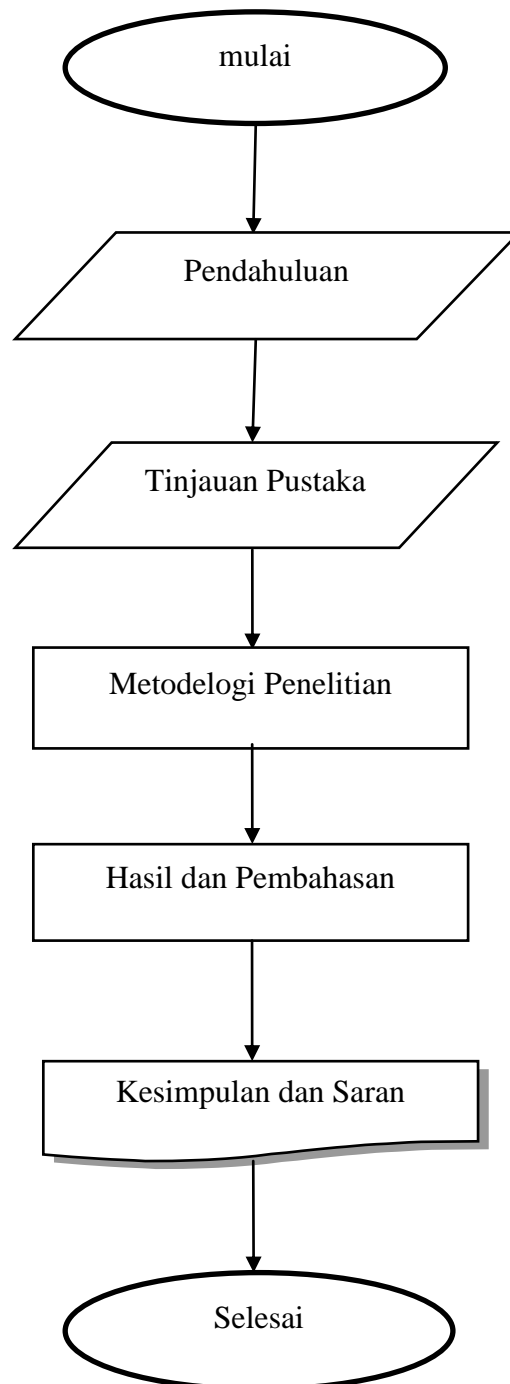 mulai
Pendahuluan
Tinjauan Pustaka
Metodelogi Penelitian
Hasil dan Pembahasan
Kesimpulan dan Saran
Selesai